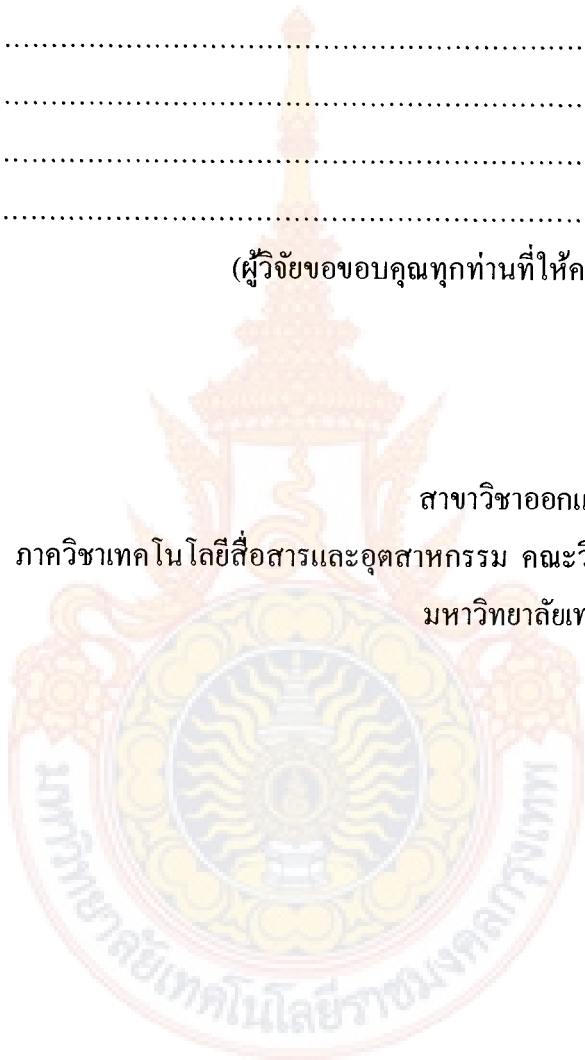 ................................................................
................................................................
................................................................
................................................................
(ผู้วิจัยขอขอบคุณทุกท่านที่ให้ค
สาขาวิชาออกแ
ภาควิชาเทคโนโลยีสื่อสารและอุตสาหกรรม คณะวิ
มหาวิทยาลัยเท
มหาวิทยาลัยเทคโนโลยีราชมงคลกรุงเทพ